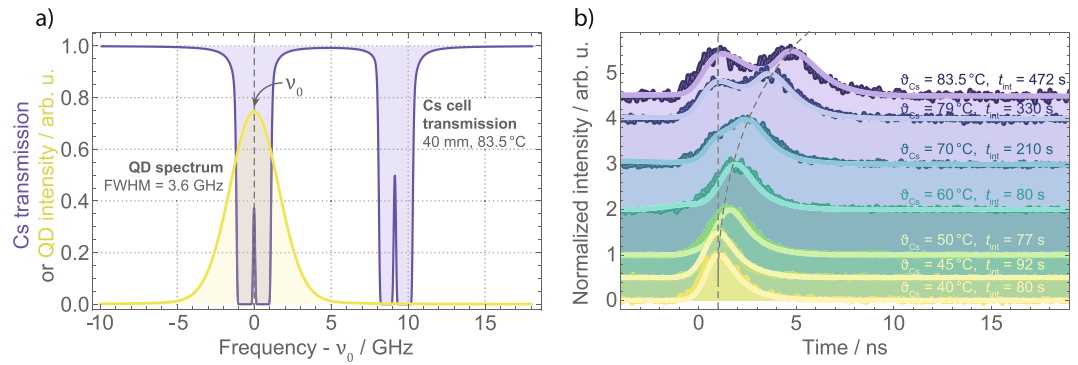 a)
Cs transmission
or QD intensity / arb. u.
1.0
0.8
0.6
0.4
0.2
0.0
ν₀
QD spectrum
FWHM = 3.6 GHz
Cs cell
transmission
40 mm, 83.5 °C
-10
-5
0
5
10
15
Frequency - ν₀ / GHz
b)
Normalized intensity / arb. u.
5
4
3
2
1
0
ϑCs = 83.5 °C, tint = 472 s
ϑCs = 79 °C, tint = 330 s
ϑCs = 70 °C, tint = 210 s
ϑCs = 60 °C, tint = 80 s
ϑCs = 50 °C, tint = 77 s
ϑCs = 45 °C, tint = 92 s
ϑCs = 40 °C, tint = 80 s
0
5
10
15
Time / ns